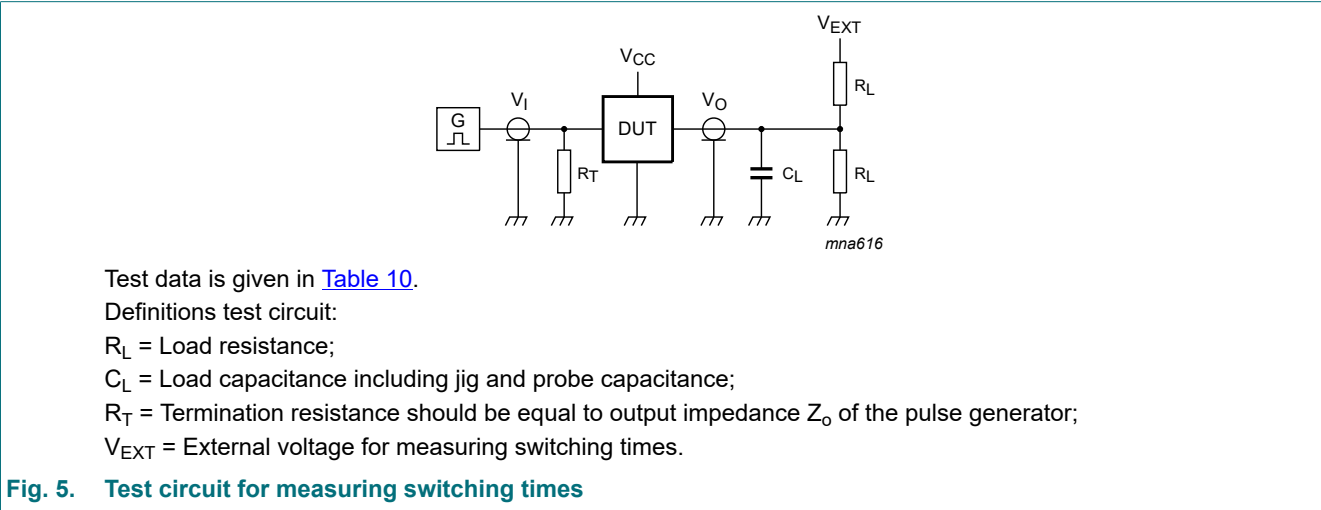 VEXT
VCC
RL
VI
VO
G
DUT
RT
CL
RL
mna616
Test data is given in Table 10.
Definitions test circuit:
RL = Load resistance;
CL = Load capacitance including jig and probe capacitance;
RT = Termination resistance should be equal to output impedance Zo of the pulse generator;
VEXT = External voltage for measuring switching times.
Fig. 5. Test circuit for measuring switching times